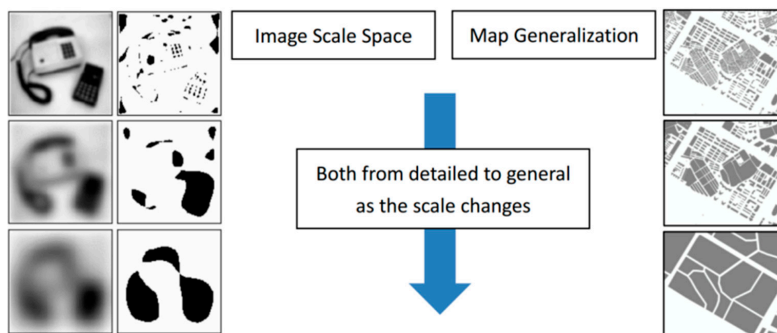 Image Scale Space
Map Generalization
Both from detailed to general
as the scale changes